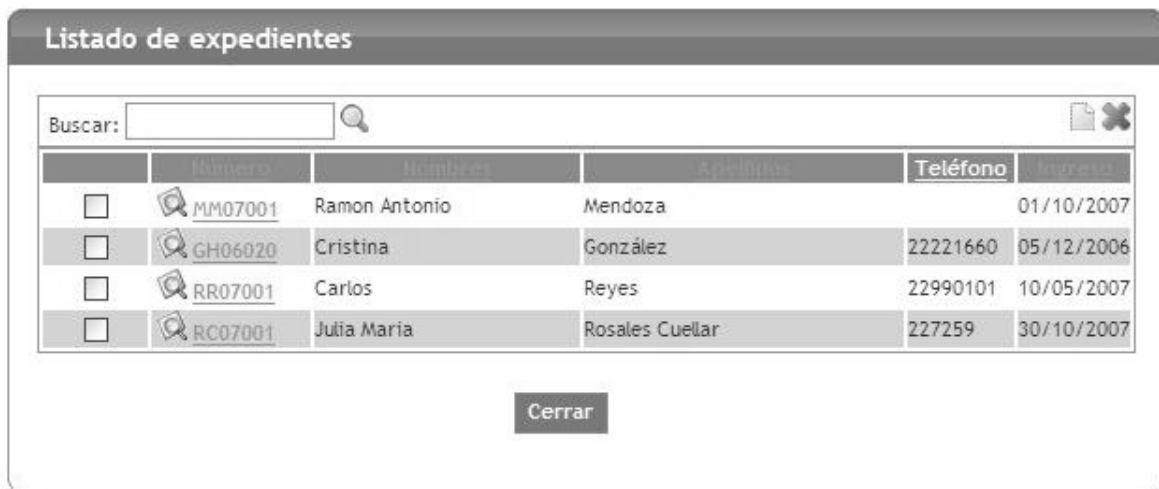 Listado de expedientes
Buscar:
Número Nombres Apellidos Teléfono Ingreso
MM07001 Ramon Antonio Mendoza 01/10/2007
GH06020 Cristina González 22221660 05/12/2006
RR07001 Carlos Reyes 22990101 10/05/2007
RC07001 Julia Maria Rosales Cuellar 227259 30/10/2007
Cerrar